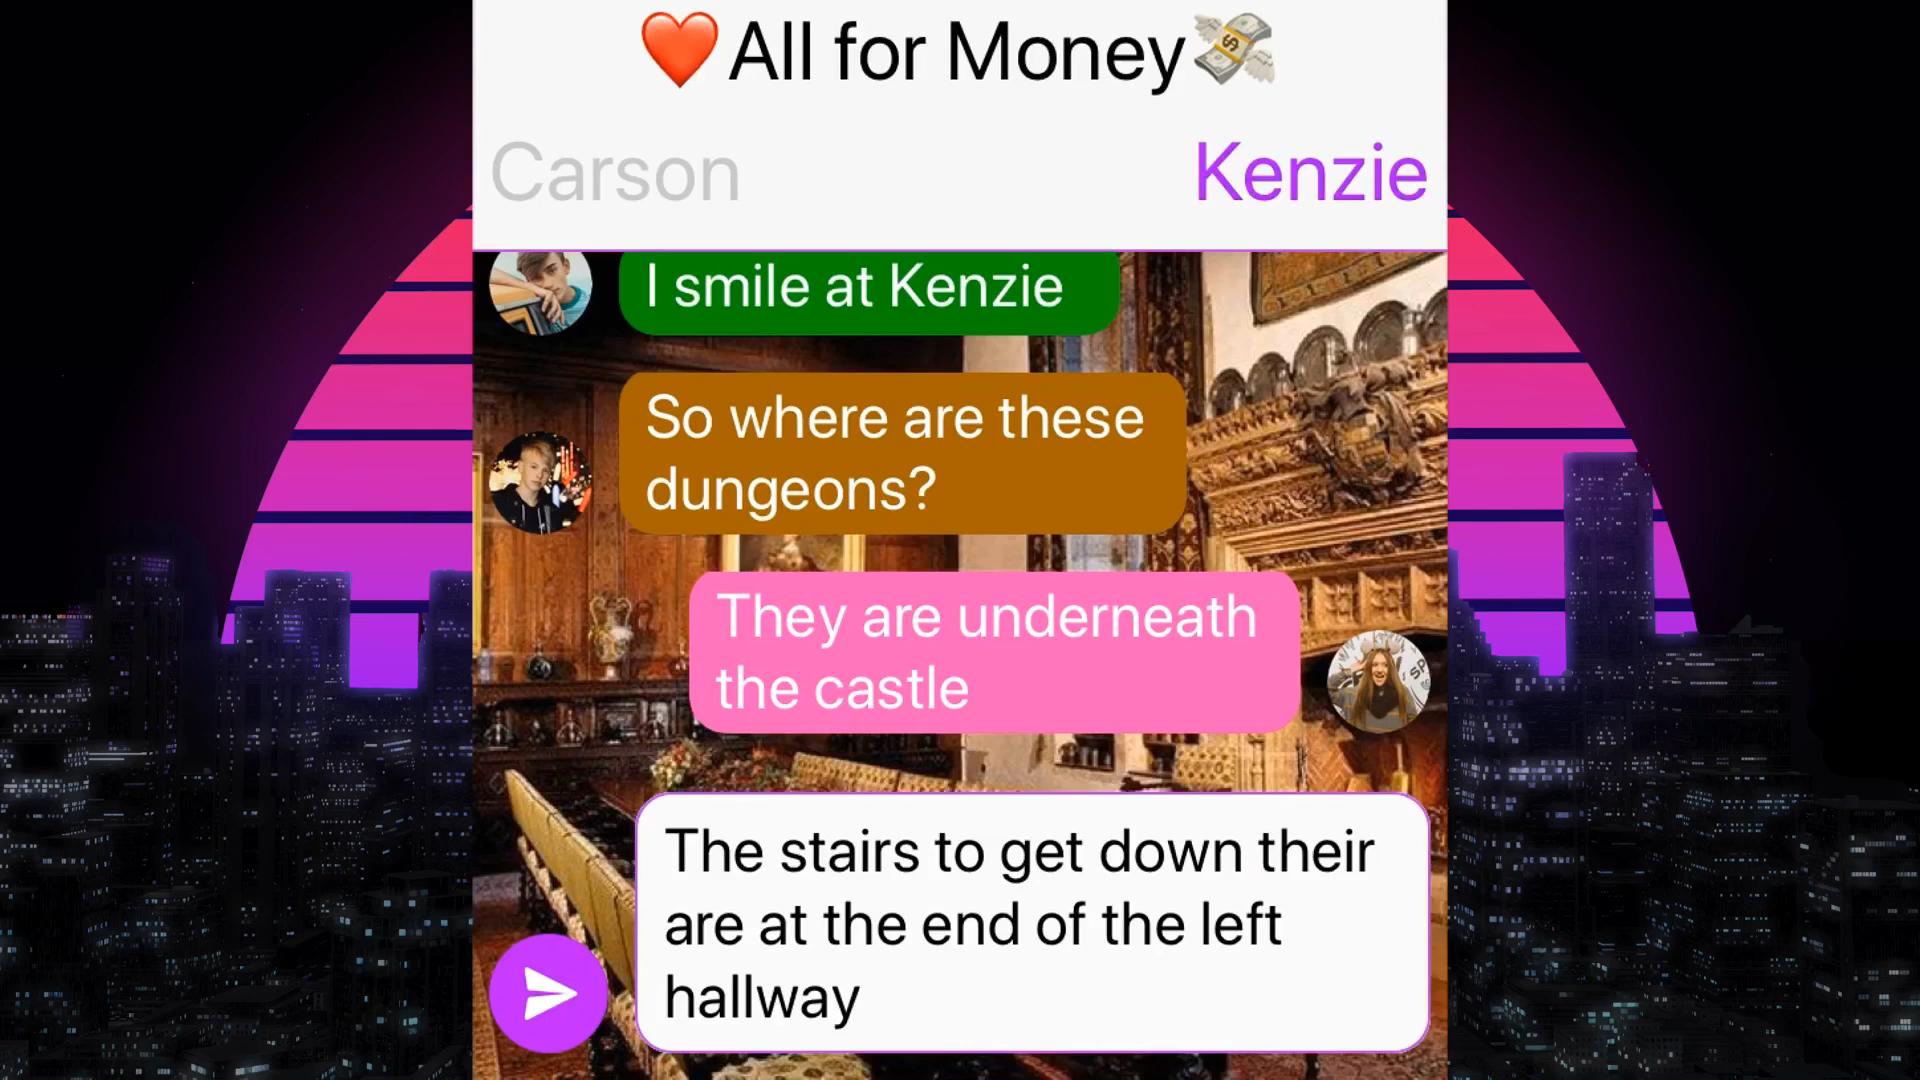 ❤️All for Money💸
Carson
Kenzie
I smile at Kenzie
So where are these
dungeons?
They are underneath
the castle
The stairs to get down their
are at the end of the left
hallway